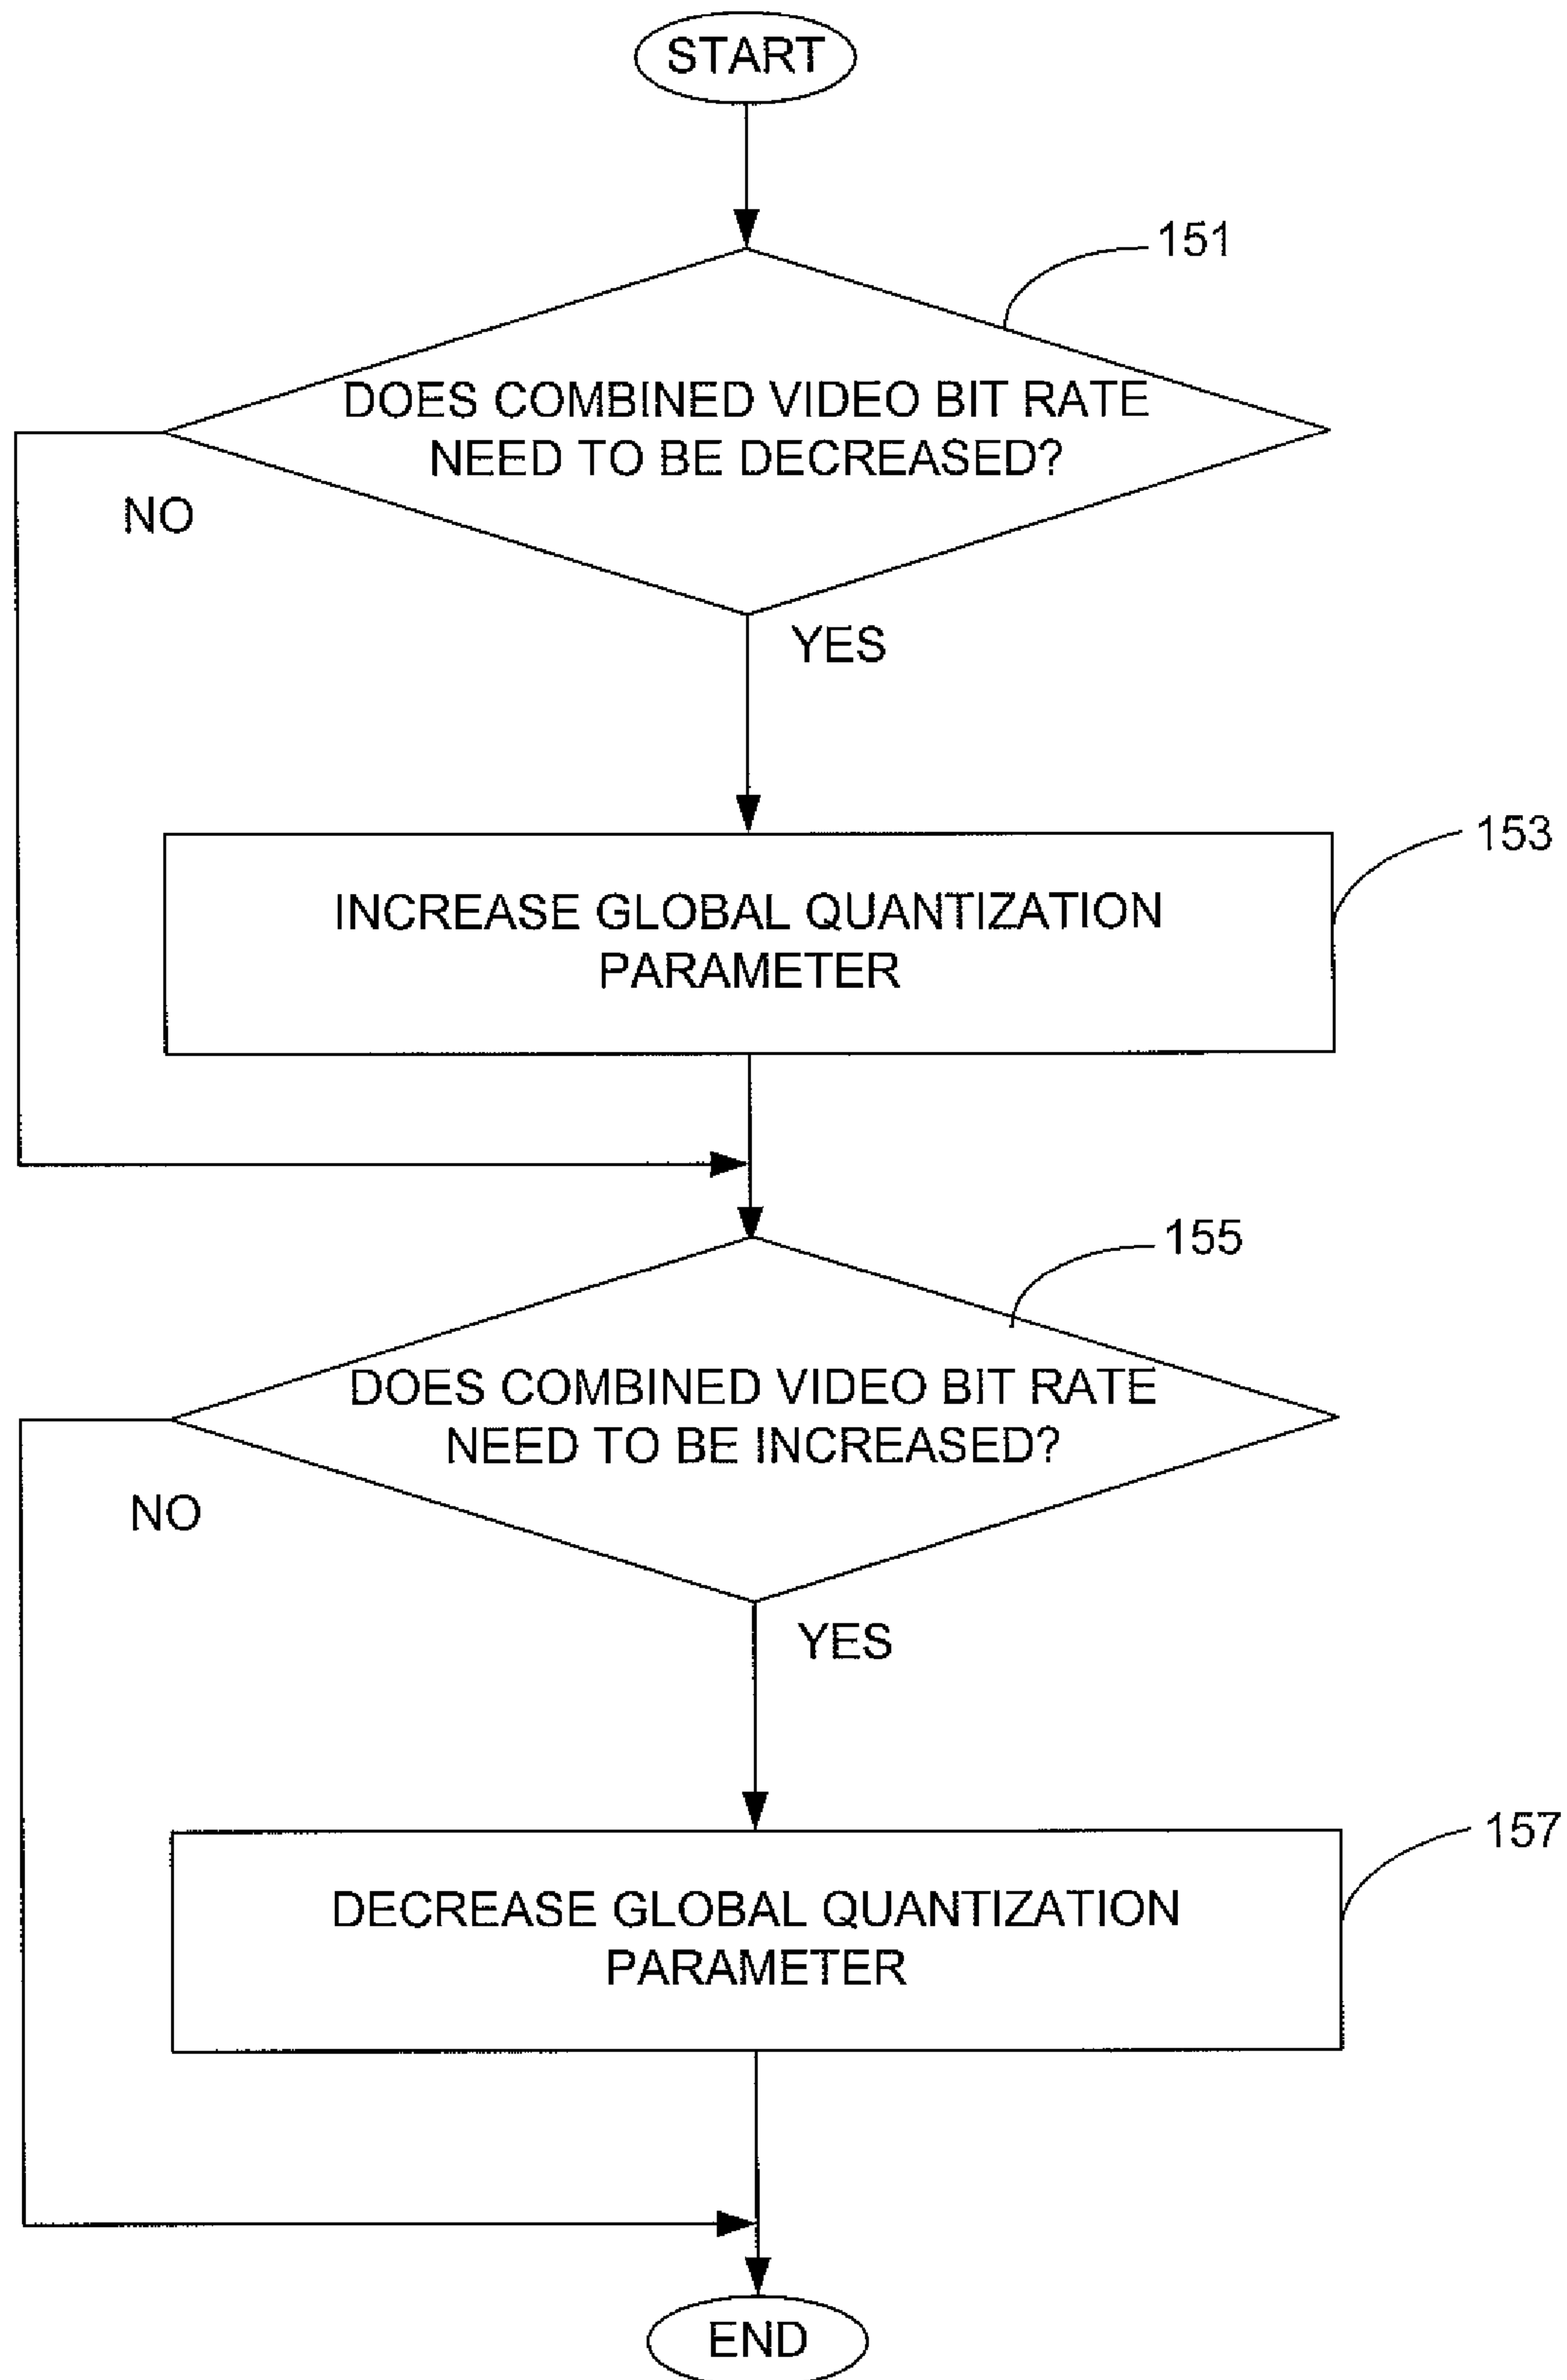 START
151
DOES COMBINED VIDEO BIT RATE
NEED TO BE DECREASED?
NO
YES
153
INCREASE GLOBAL QUANTIZATION
PARAMETER
155
DOES COMBINED VIDEO BIT RATE
NEED TO BE INCREASED?
NO
YES
157
DECREASE GLOBAL QUANTIZATION
PARAMETER
END